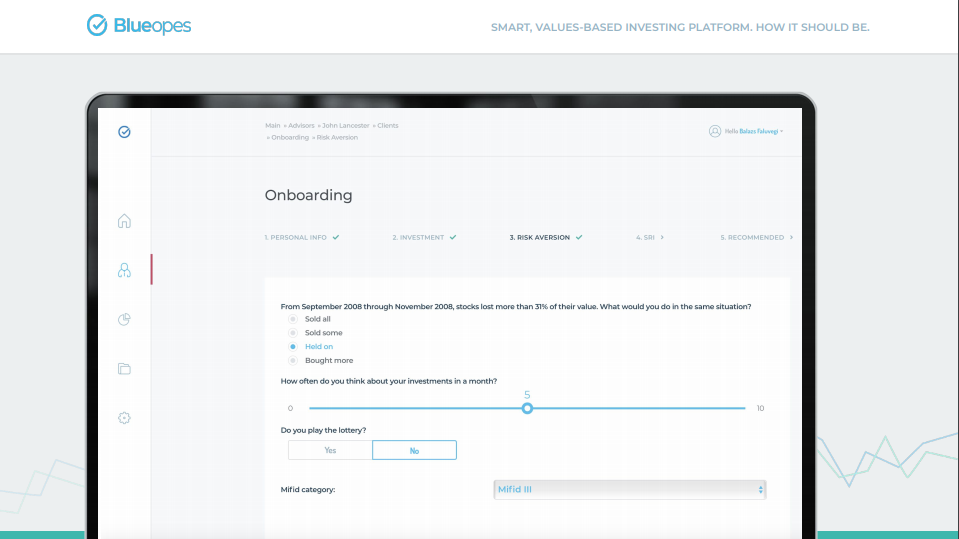 Blueopes
SMART, VALUES-BASED INVESTING PLATFORM. HOW IT SHOULD BE.
Main » Advisors » John Lancester » Clients
» Onboarding » Risk Aversion
Hello Balazs Faluvegi
Onboarding
1. PERSONAL INFO
2. INVESTMENT
3. RISK AVERSION
4. SRI
5. RECOMMENDED
From September 2008 through November 2008, stocks lost more than 31% of their value. What would you do in the same situation?
Sold all
Sold some
Held on
Bought more
How often do you think about your investments in a month?
5
0
10
Do you play the lottery?
Yes
No
Mifid category:
Mifid III